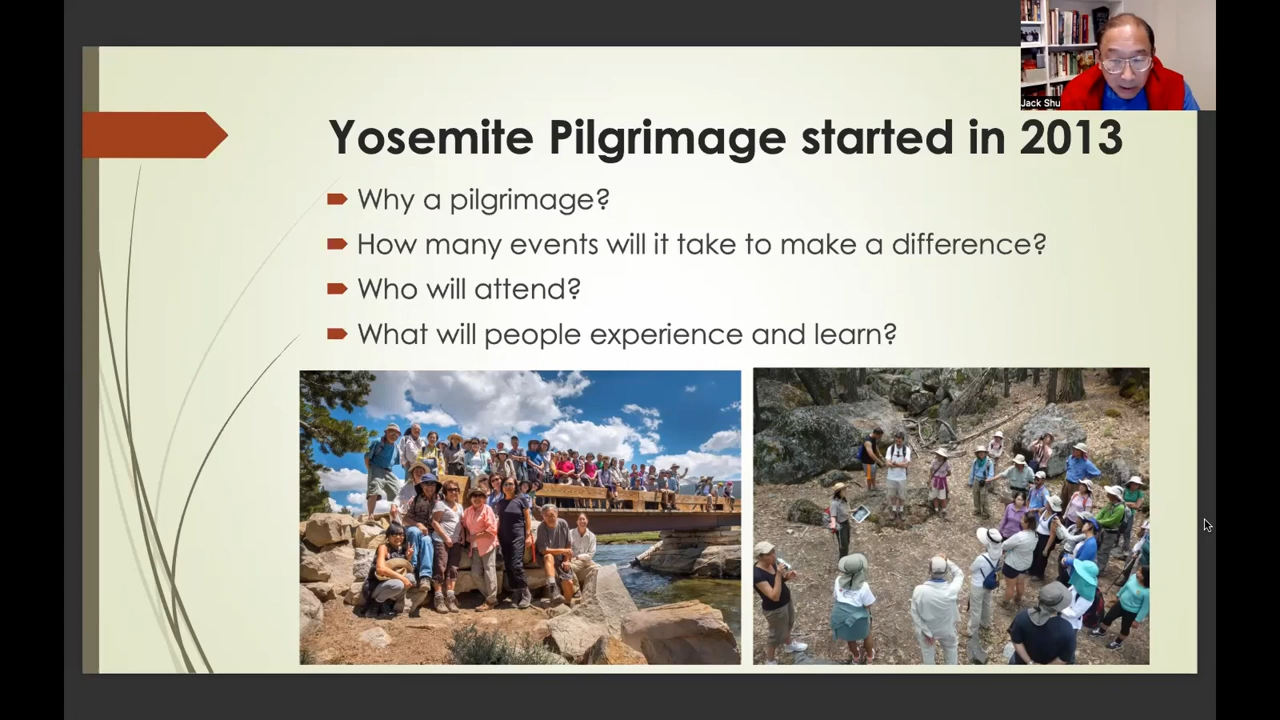 Jack Shu
Yosemite Pilgrimage started in 2013
Why a pilgrimage?
How many events will it take to make a difference?
Who will attend?
What will people experience and learn?